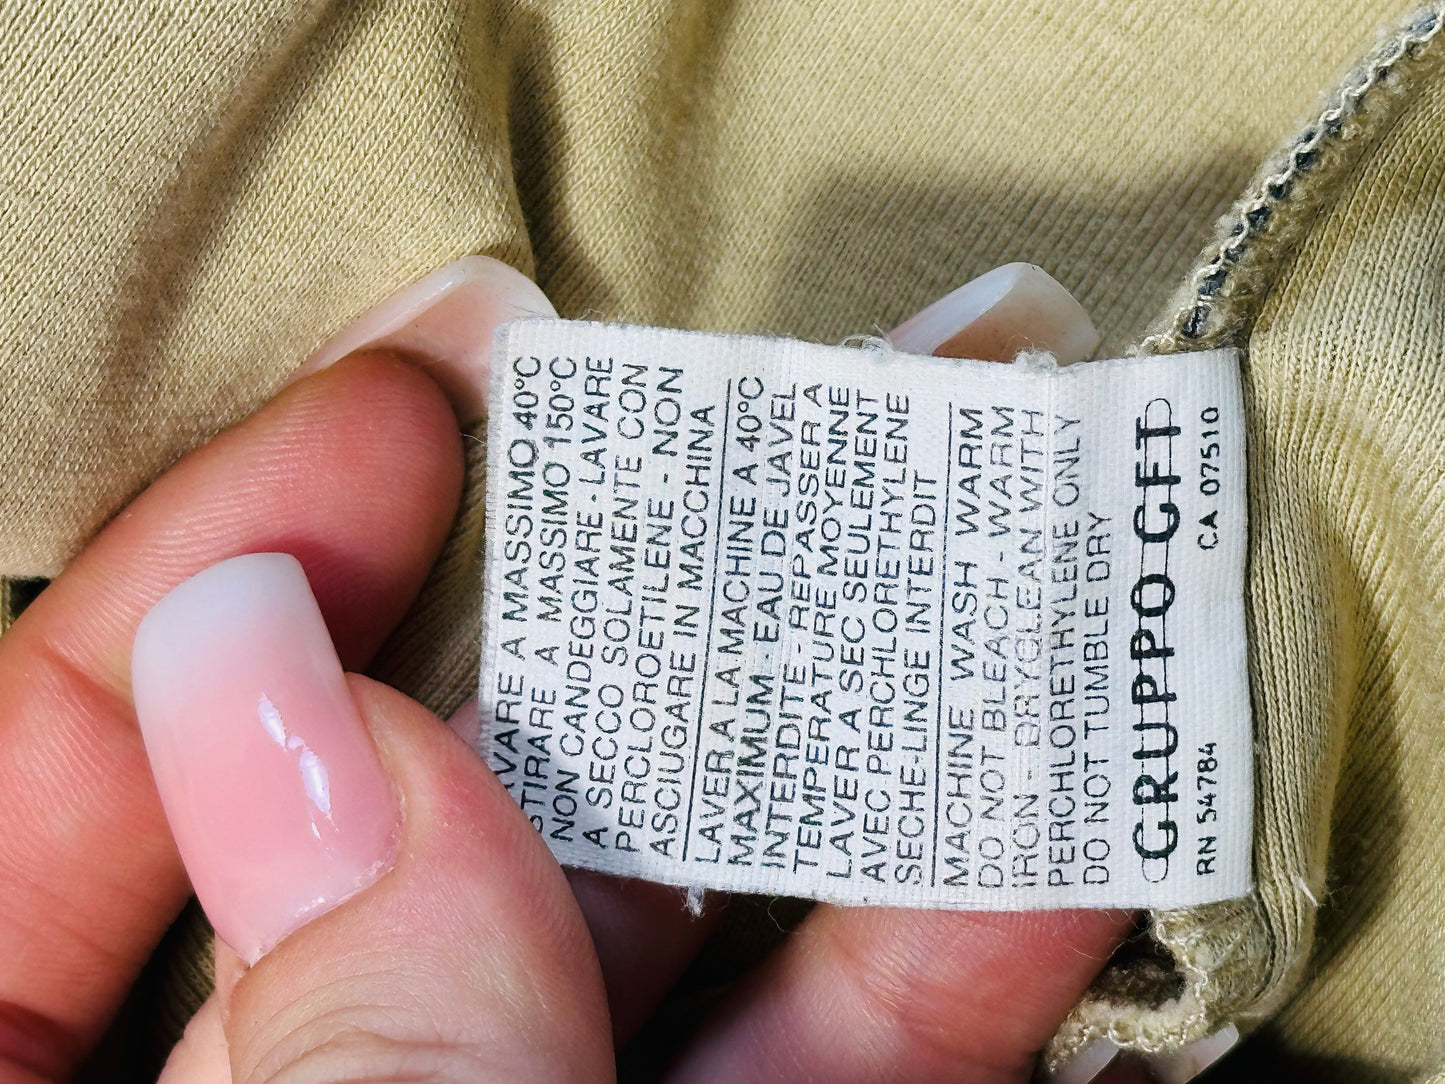 LAVARE A MASSIMO 40°C
STIRARE A MASSIMO 150°C
NON CANDEGGIARE - LAVARE
A SECCO SOLAMENTE CON
PERCLOROETILENE - NON
ASCIUGARE IN MACCHINA
LAVER A LA MACHINE A 40°C
MAXIMUM - EAU DE JAVEL
INTERDITE - REPASSER A
TEMPERATURE MOYENNE
LAVER A SEC SEULEMENT
AVEC PERCHLORETHYLENE
SECHE-LINGE INTERDIT
MACHINE WASH WARM
DO NOT BLEACH - WARM
IRON - DRYCLEAN WITH
PERCHLORETHYLENE ONLY
DO NOT TUMBLE DRY
GRUPPO GFT
RN 54784 CA 07510